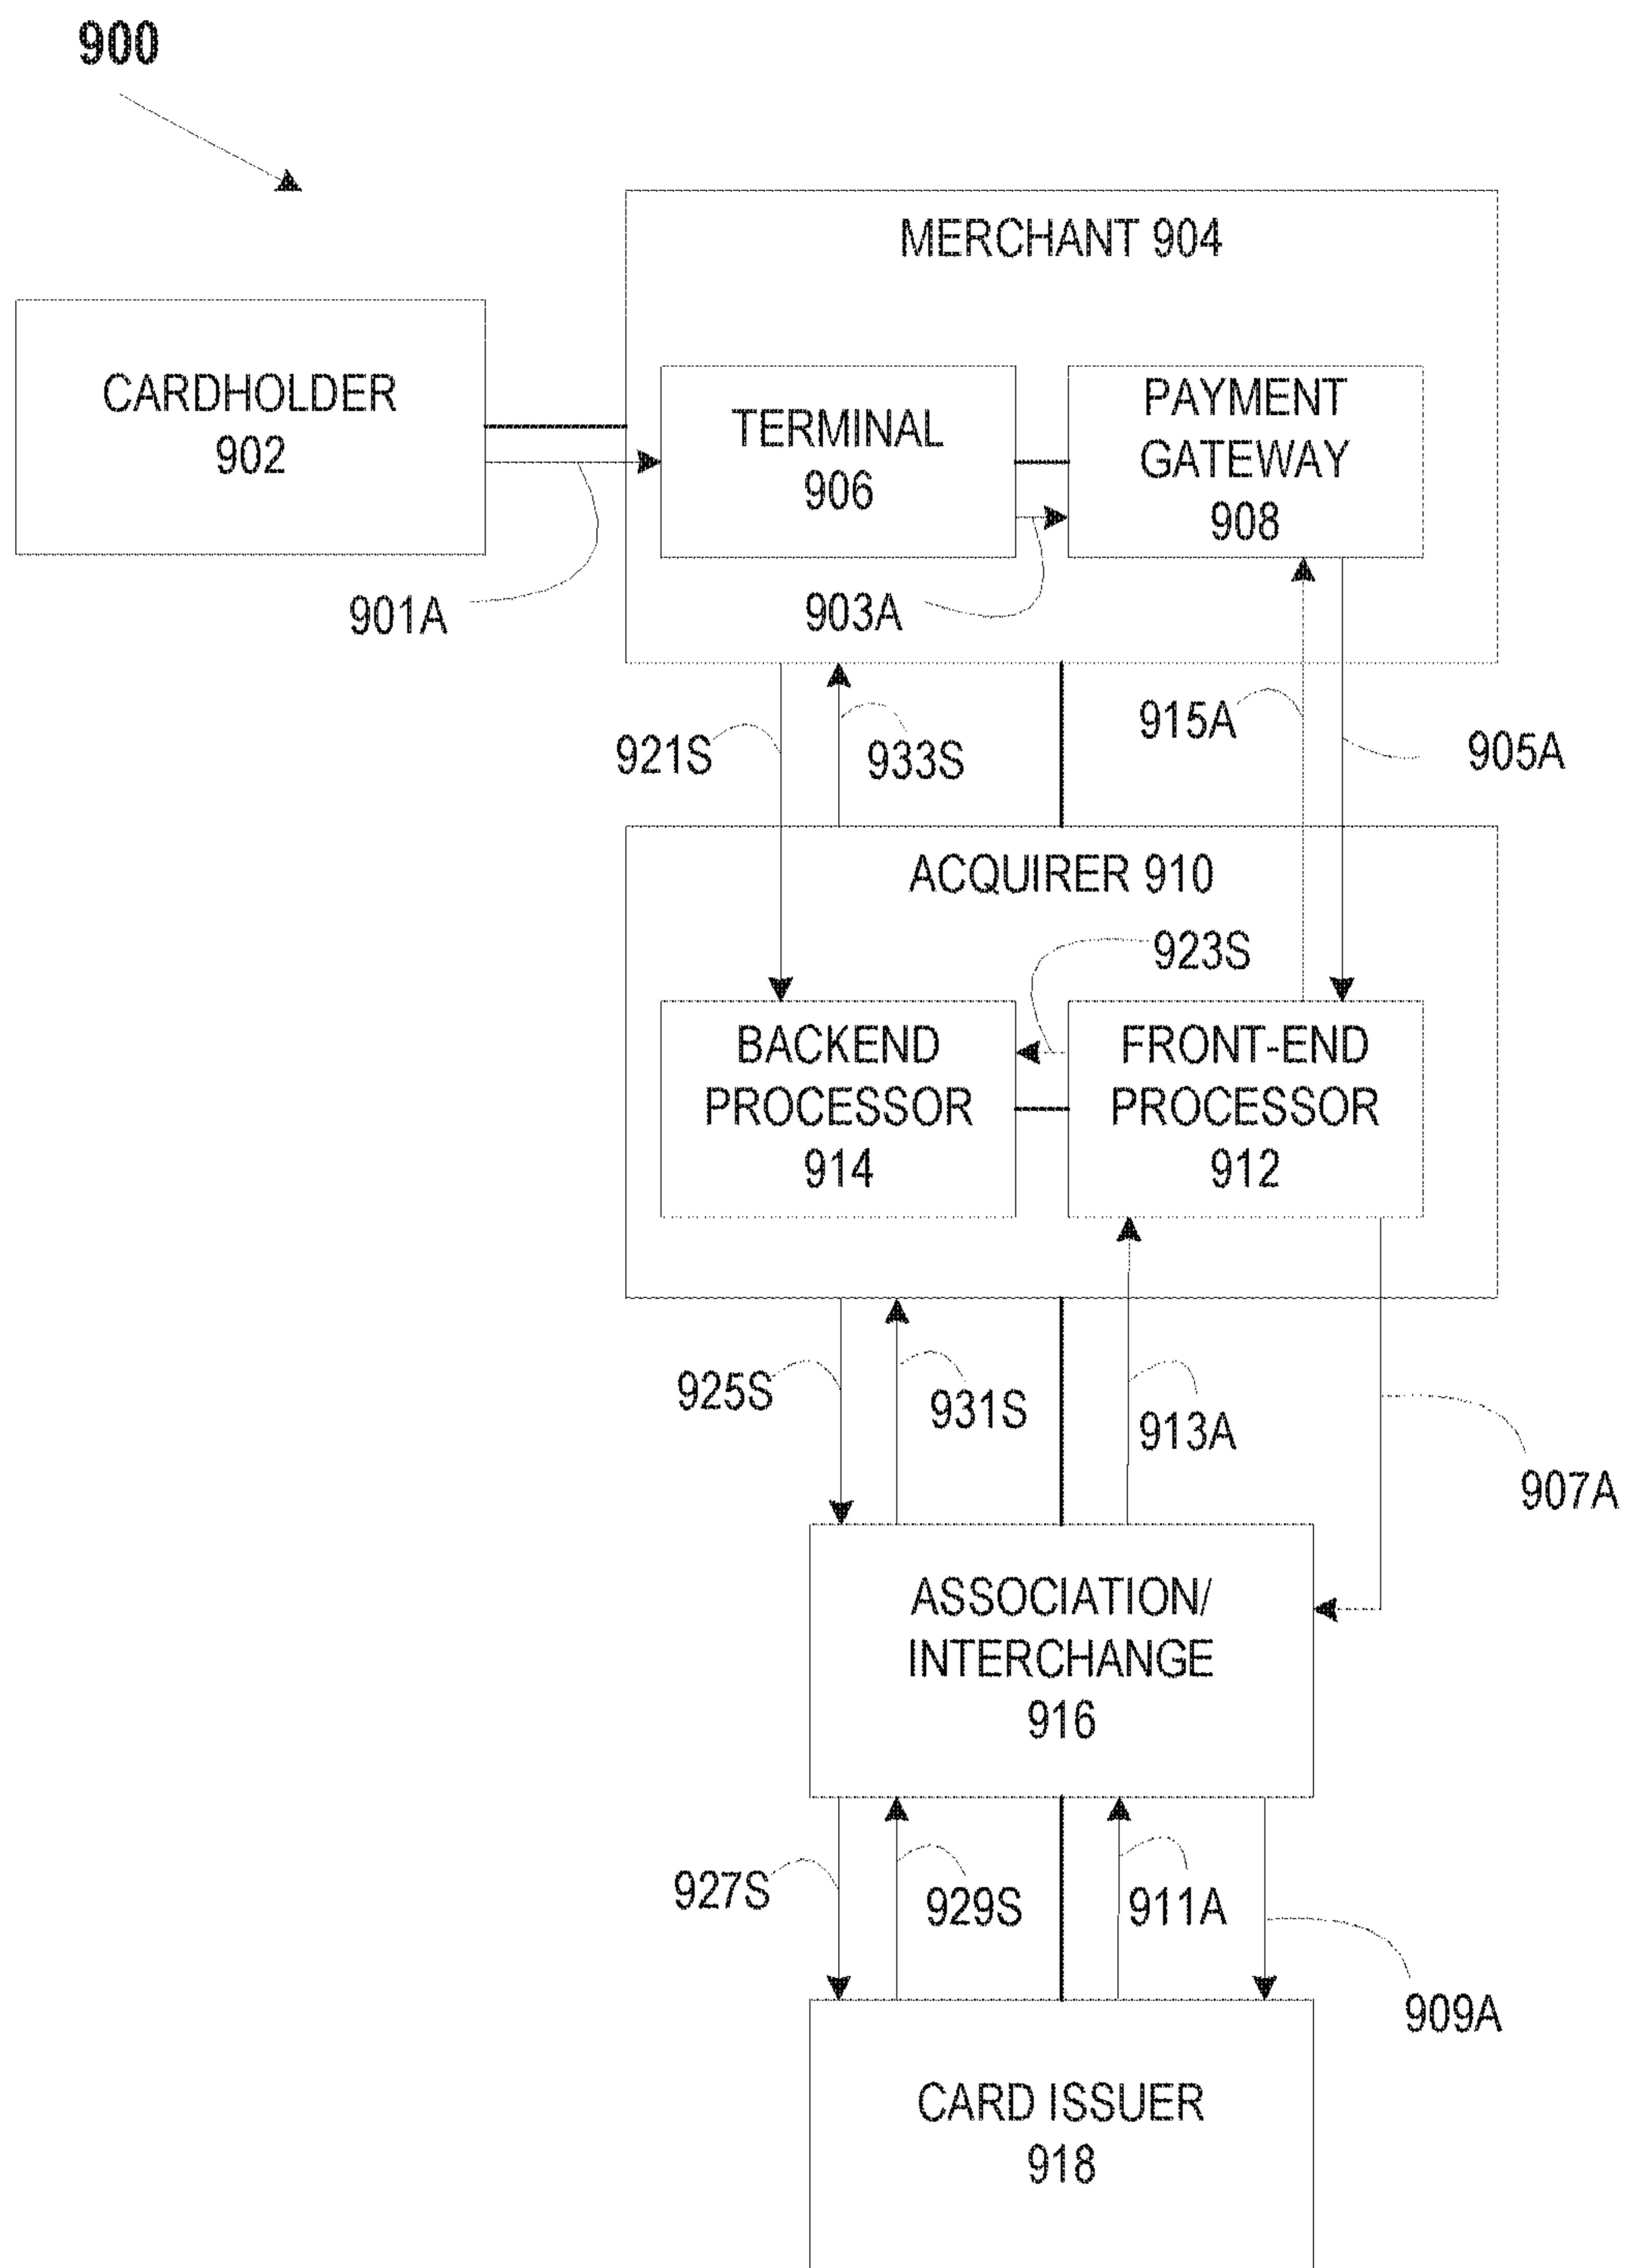 900
MERCHANT 904
CARDHOLDER
902
TERMINAL
906
PAYMENT
GATEWAY
908
901A
903A
921S
933S
915A
905A
ACQUIRER 910
923S
BACKEND
PROCESSOR
914
FRONT-END
PROCESSOR
912
925S
931S
913A
907A
ASSOCIATION/
INTERCHANGE
916
927S
929S
911A
909A
CARD ISSUER
918